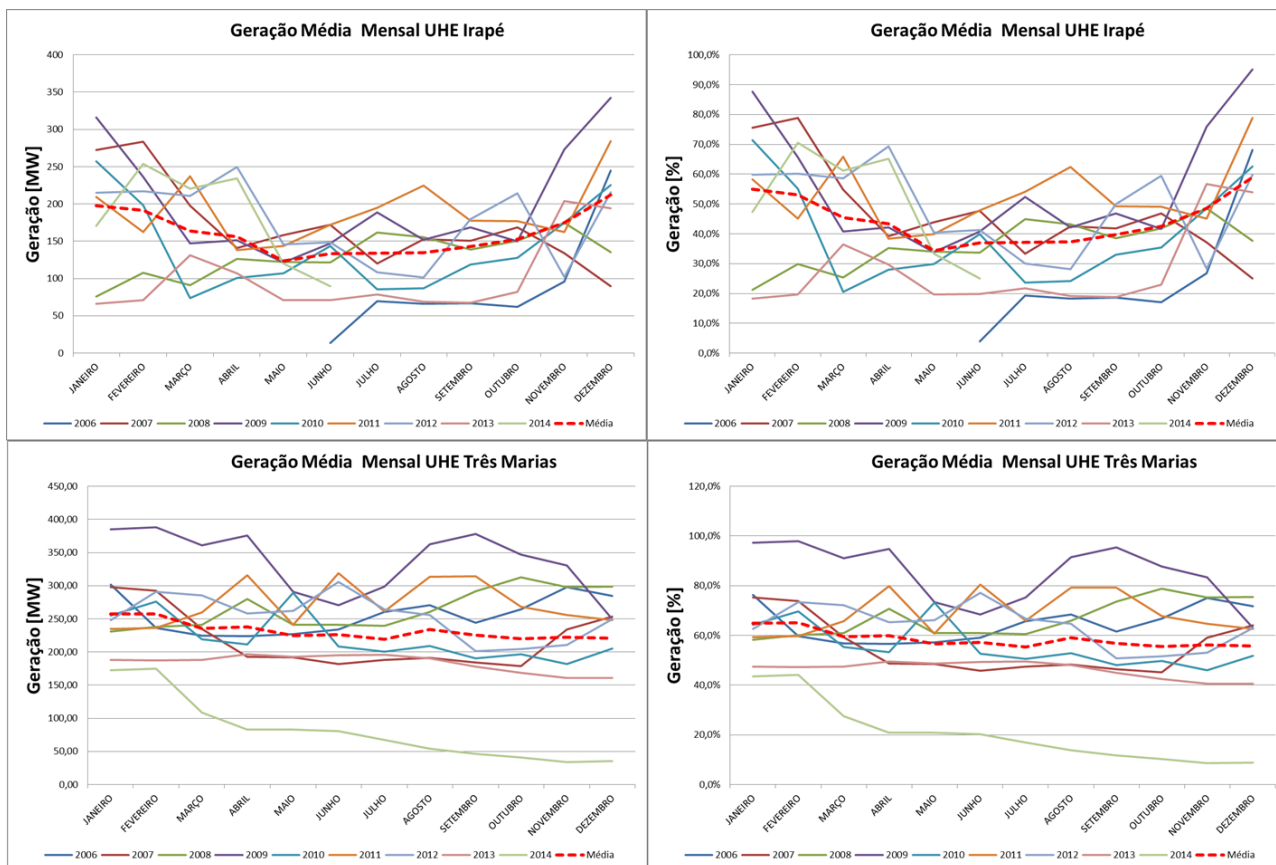 Geração Média  Mensal UHE Irapé
Geração [MW]
400
350
300
250
200
150
100
50
0
JANEIRO
FEVEREIRO
MARÇO
ABRIL
MAIO
JUNHO
JULHO
AGOSTO
SETEMBRO
OUTUBRO
NOVEMBRO
DEZEMBRO
2006 2007 2008 2009 2010 2011 2012 2013 2014 Média
Geração Média  Mensal UHE Irapé
Geração [%]
100,0%
90,0%
80,0%
70,0%
60,0%
50,0%
40,0%
30,0%
20,0%
10,0%
0,0%
JANEIRO
FEVEREIRO
MARÇO
ABRIL
MAIO
JUNHO
JULHO
AGOSTO
SETEMBRO
OUTUBRO
NOVEMBRO
DEZEMBRO
2006 2007 2008 2009 2010 2011 2012 2013 2014 Média
Geração Média  Mensal UHE Três Marias
Geração [MW]
450,00
400,00
350,00
300,00
250,00
200,00
150,00
100,00
50,00
0,00
JANEIRO
FEVEREIRO
MARÇO
ABRIL
MAIO
JUNHO
JULHO
AGOSTO
SETEMBRO
OUTUBRO
NOVEMBRO
DEZEMBRO
2006 2007 2008 2009 2010 2011 2012 2013 2014 Média
Geração Média  Mensal UHE Três Marias
Geração [%]
120,0%
100,0%
80,0%
60,0%
40,0%
20,0%
0,0%
JANEIRO
FEVEREIRO
MARÇO
ABRIL
MAIO
JUNHO
JULHO
AGOSTO
SETEMBRO
OUTUBRO
NOVEMBRO
DEZEMBRO
2006 2007 2008 2009 2010 2011 2012 2013 2014 Média